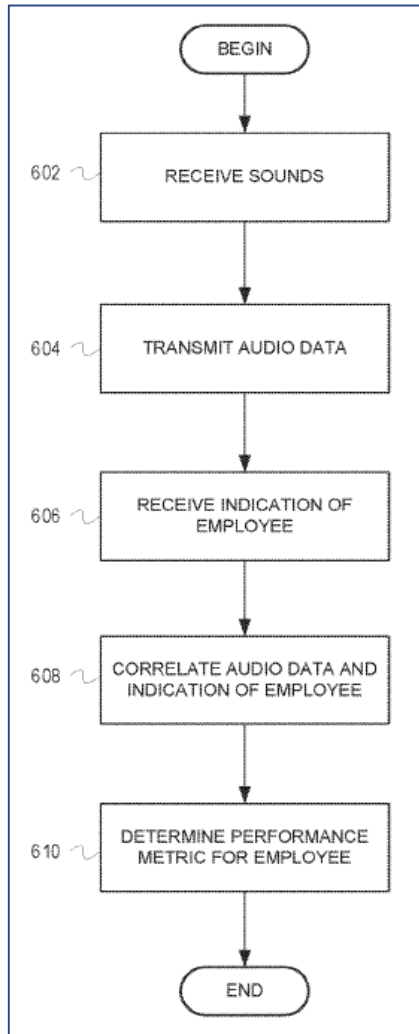 BEGIN
602
RECEIVE SOUNDS
604
TRANSMIT AUDIO DATA
606
RECEIVE INDICATION OF
EMPLOYEE
608
CORRELATE AUDIO DATA AND
INDICATION OF EMPLOYEE
610
DETERMINE PERFORMANCE
METRIC FOR EMPLOYEE
END